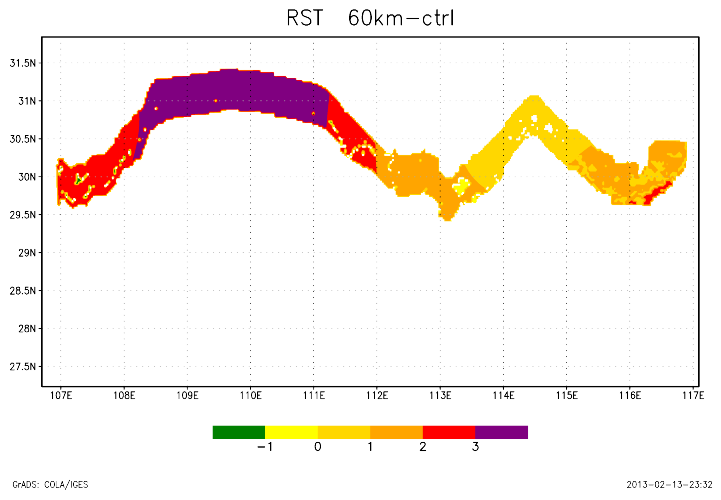 RST 60km-ctrl
31.5N
31N
30.5N
30N
29.5N
29N
28.5N
28N
27.5N
107E 108E 109E 110E 111E 112E 113E 114E 115E 116E 117E
-1 0 1 2 3
GrADS: COLA/IGES 2013-02-13-23:32